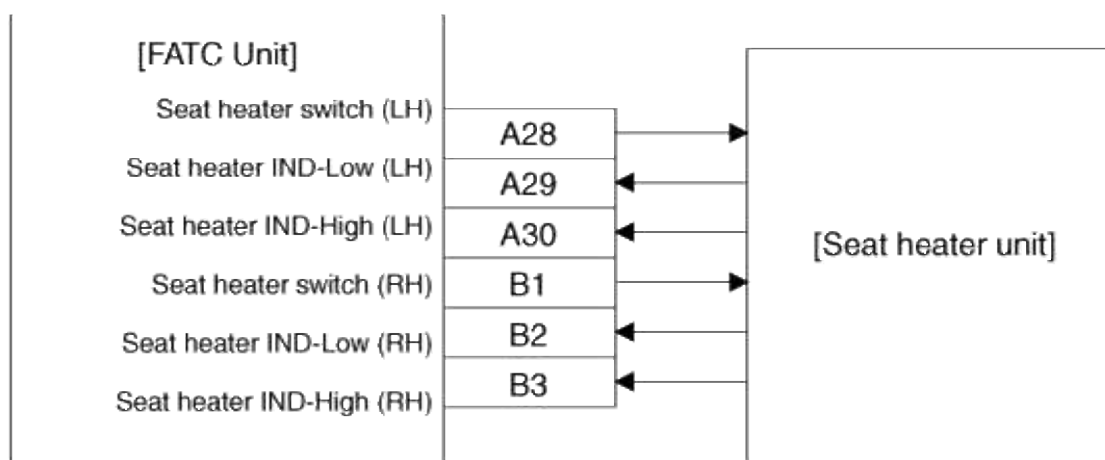 [FATC Unit]
Seat heater switch (LH)
A28
Seat heater IND-Low (LH)
A29
Seat heater IND-High (LH)
A30
[Seat heater unit]
Seat heater switch (RH)
B1
Seat heater IND-Low (RH)
B2
Seat heater IND-High (RH)
B3